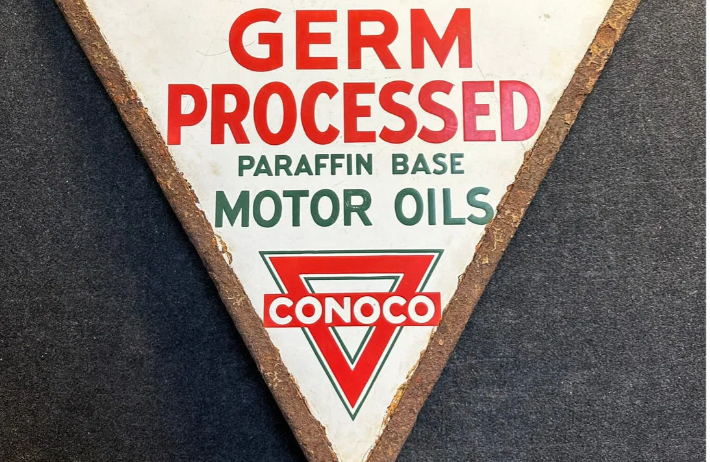 GERM
PROCESSED
PARAFFIN BASE
MOTOR OILS
CONOCO